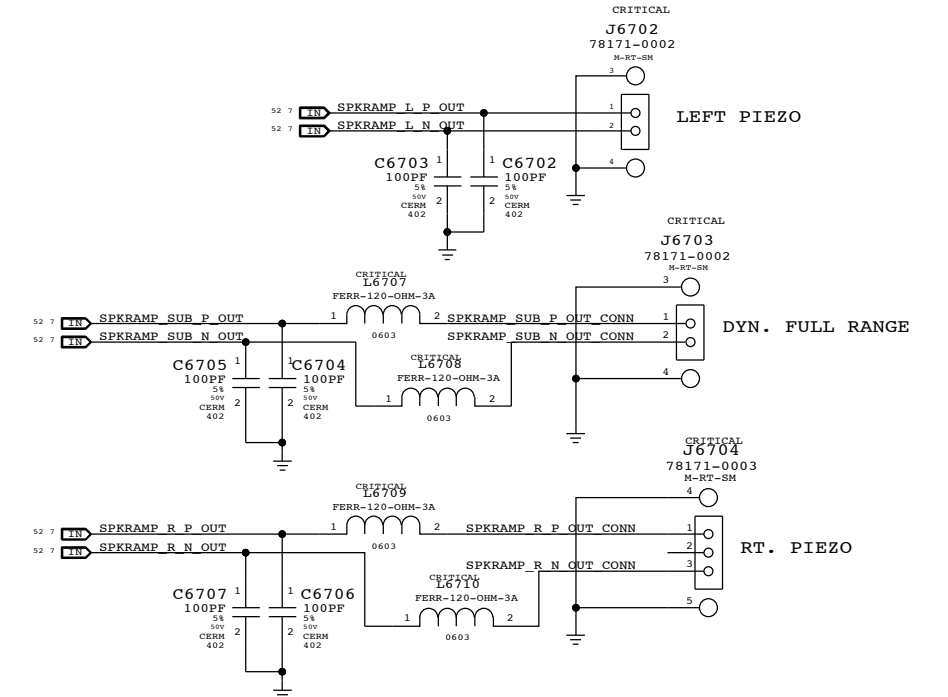 CRITICAL
J6702
78171-0002
M-RT-SM
3
52 7 IN SPKRAMP_L_P_OUT 1
LEFT PIEZO
52 7 IN SPKRAMP_L_N_OUT 2
C6703 1 1 C6702 4
100PF 100PF
5% 5%
50V 2 2 50V
CERM CERM
402 402
CRITICAL
J6703
78171-0002
M-RT-SM
CRITICAL
L6707
3
FERR-120-OHM-3A
52 7 IN SPKRAMP_SUB_P_OUT 1 2 SPKRAMP_SUB_P_OUT_CONN 1
DYN. FULL RANGE
0603
52 7 IN SPKRAMP_SUB_N_OUT SPKRAMP_SUB_N_OUT_CONN 2
CRITICAL
C6705 1 1 C6704 L6708
100PF 100PF FERR-120-OHM-3A 4
5% 5%
50V 50V
CERM 2 2 CERM 1 2
402 402 0603
CRITICAL
J6704
78171-0003
M-RT-SM
CRITICAL
L6709 4
FERR-120-OHM-3A
52 7 IN SPKRAMP_R_P_OUT 1 2 SPKRAMP_R_P_OUT_CONN 1
0603
52 7 IN SPKRAMP_R_N_OUT 2 RT. PIEZO
SPKRAMP_R_N_OUT_CONN 3
CRITICAL
L6710
C6707 1 1 C6706 FERR-120-OHM-3A
100PF 100PF 5
5% 5% 1 2
50V 50V
CERM 2 2 CERM 0603
402 402